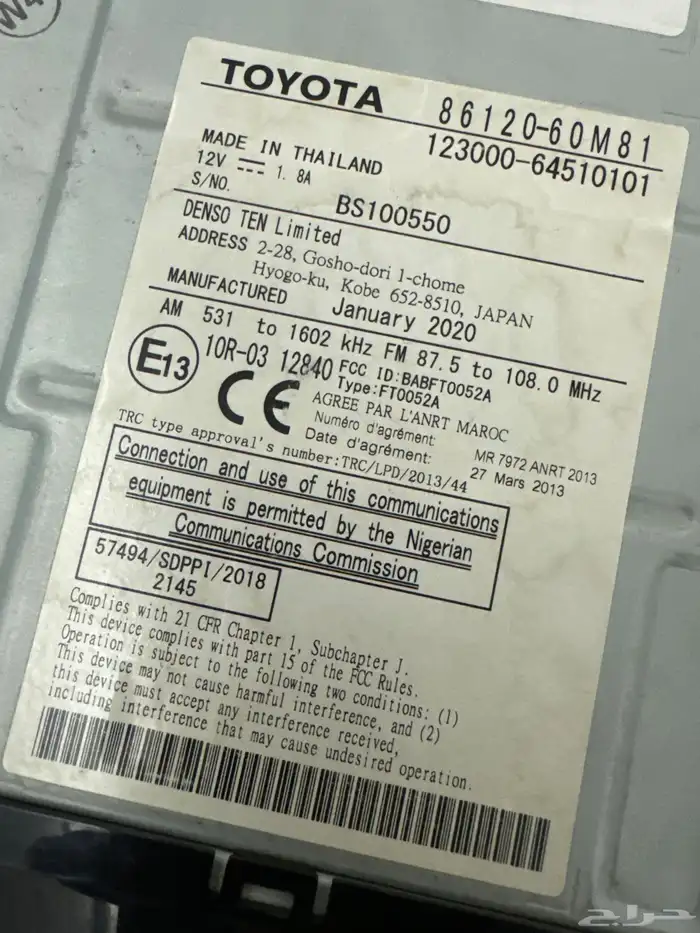 W4
TOYOTA 86120-60M81
123000-64510101
MADE IN THAILAND
12V ⎓ 1.8A
S/NO. BS100550
DENSO TEN Limited
ADDRESS 2-28, Gosho-dori 1-chome
Hyogo-ku, Kobe 652-8510, JAPAN
MANUFACTURED January 2020
AM 531 to 1602 kHz FM 87.5 to 108.0 MHz
E13 10R-03 12840 FCC ID:BABFT0052A
Type:FT0052A
CE AGREE PAR L'ANRT MAROC
Numéro d'agrément: MR 7972 ANRT 2013
Date d'agrément: 27 Mars 2013
TRC type approval's number:TRC/LPD/2013/44
Connection and use of this communications
equipment is permitted by the Nigerian
Communications Commission
57494/SDPPI/2018
2145
Complies with 21 CFR Chapter 1, Subchapter J.
This device complies with part 15 of the FCC Rules.
Operation is subject to the following two conditions: (1)
this device may not cause harmful interference, and (2)
this device must accept any interference received,
including interference that may cause undesired operation.
حراج